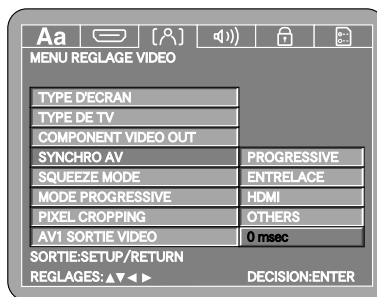 Aa
MENU REGLAGE VIDEO
TYPE D'ECRAN
TYPE DE TV
COMPONENT VIDEO OUT
SYNCHRO AV PROGRESSIVE
SQUEEZE MODE ENTRELACE
MODE PROGRESSIVE HDMI
PIXEL CROPPING OTHERS
AV1 SORTIE VIDEO 0 msec
SORTIE:SETUP/RETURN
REGLAGES:▲▼◀ ▶ DECISION:ENTER